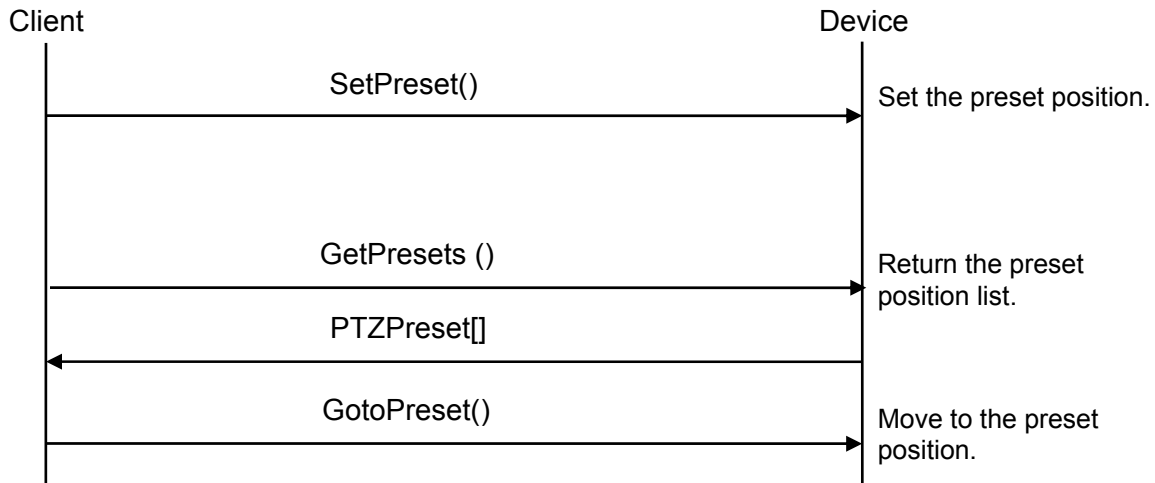 Client
Device
SetPreset()
Set the preset position.
GetPresets ()
Return the preset
position list.
PTZPreset[]
GotoPreset()
Move to the preset
position.